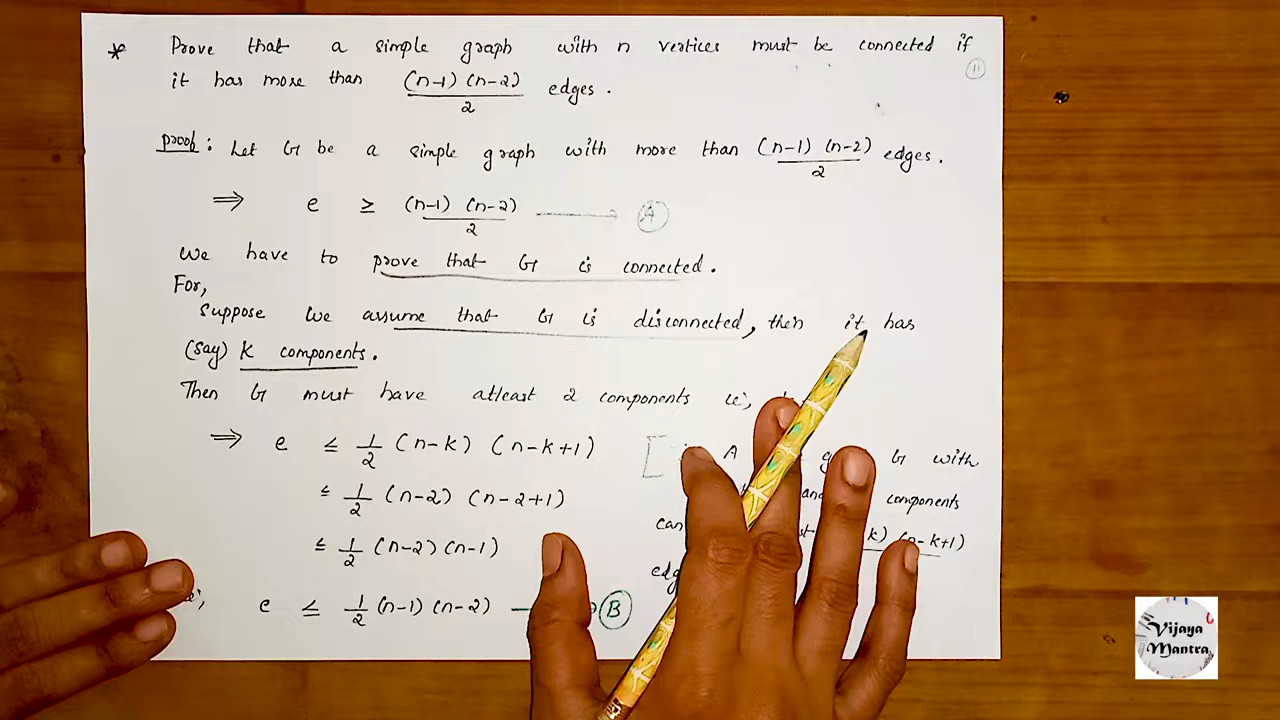 * Prove that a simple graph with n vertices must be connected if
it has more than (n-1) (n-2)/2 edges.
11
proof: Let G be a simple graph with more than (n-1) (n-2)/2 edges.
⇒ e ≥ (n-1) (n-2)/2 → A
We have to prove that G is connected.
For,
Suppose we assume that G is disconnected, then it has
(say) K components.
Then G must have atleast 2 components ie,
⇒ e ≤ 1/2 (n-k) (n-k+1) [ A G with
≤ 1/2 (n-2) (n-2+1) components
≤ 1/2 (n-2) (n-1) can k) (n-k+1)
ie, e ≤ 1/2 (n-1) (n-2) → B
Vijaya
Mantra